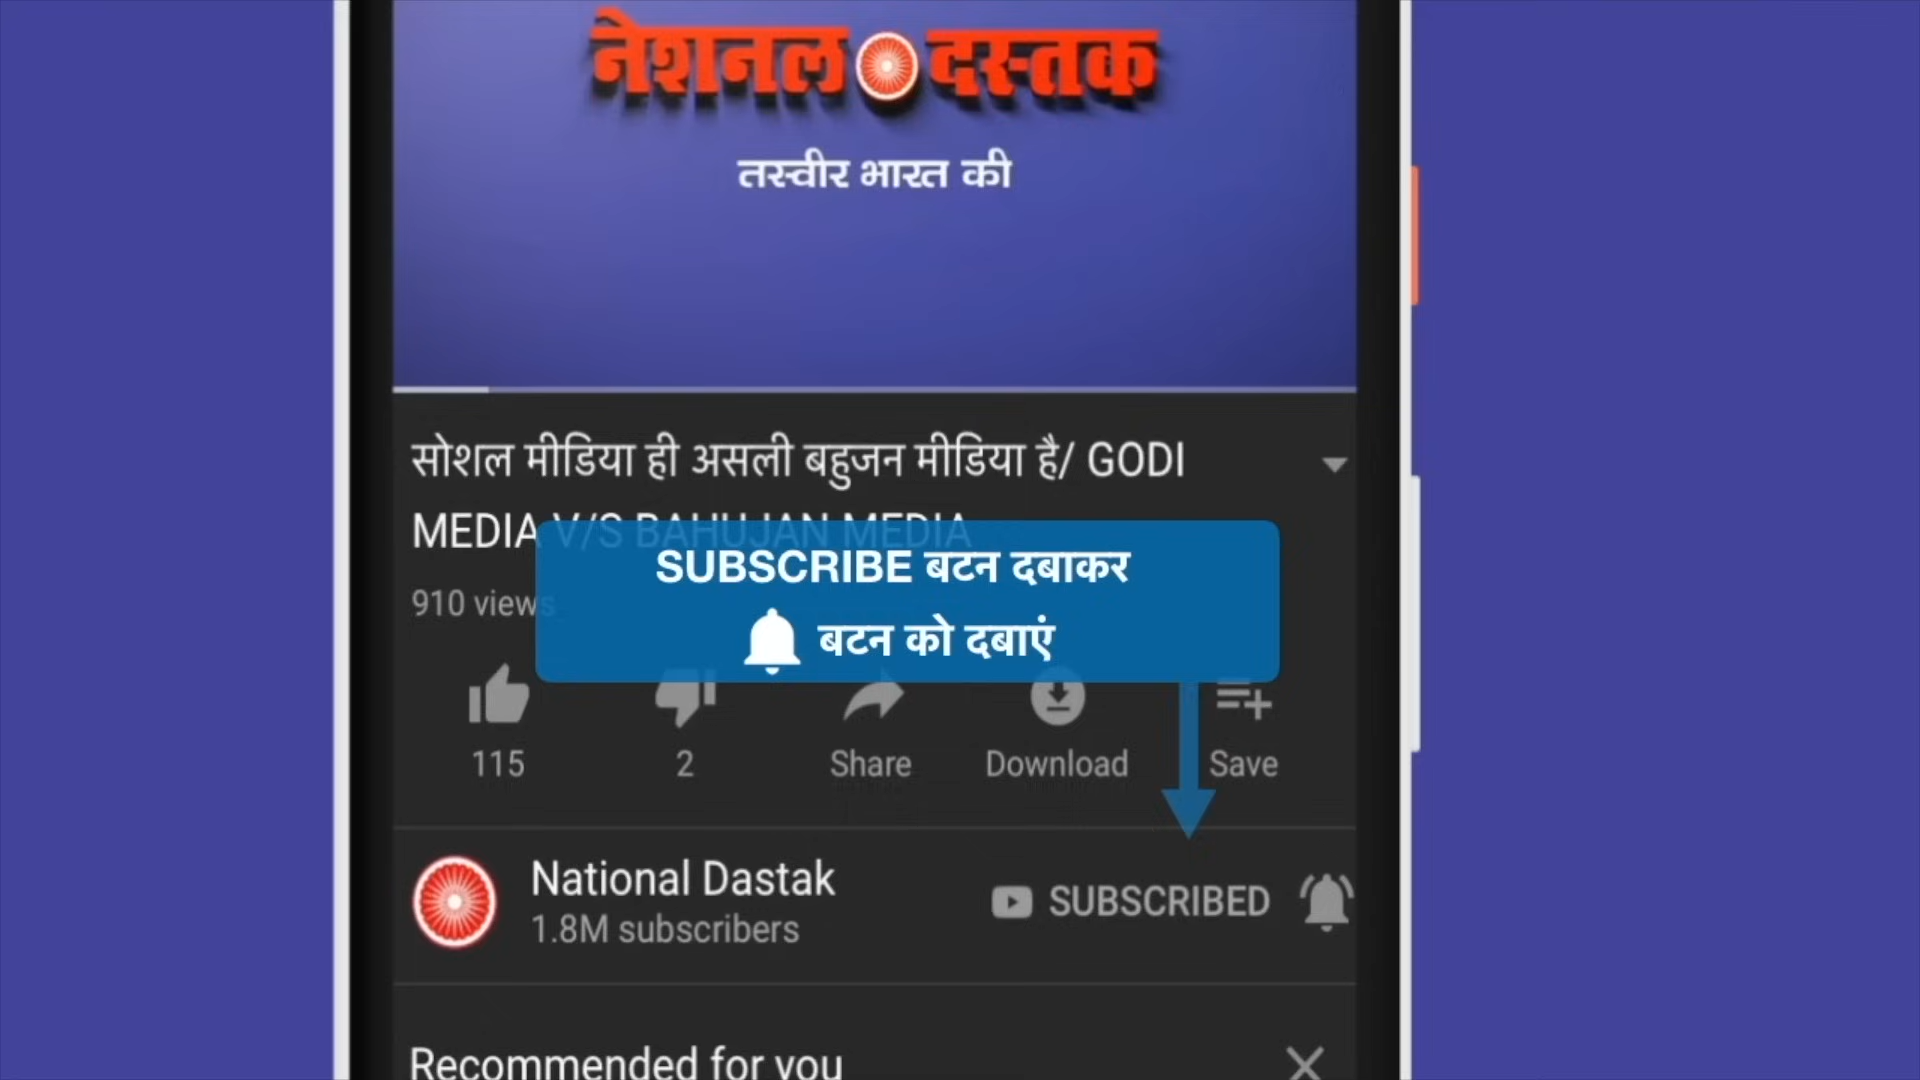 नेशनल दस्तक
तस्वीर भारत की
सोशल मीडिया ही असली बहुजन मीडिया है/ GODI
MEDIA V/S BAHUJAN MEDIA
910 views
SUBSCRIBE बटन दबाकर
बटन को दबाएं
115
2
Share
Download
Save
National Dastak
1.8M subscribers
SUBSCRIBED
Recommended for you